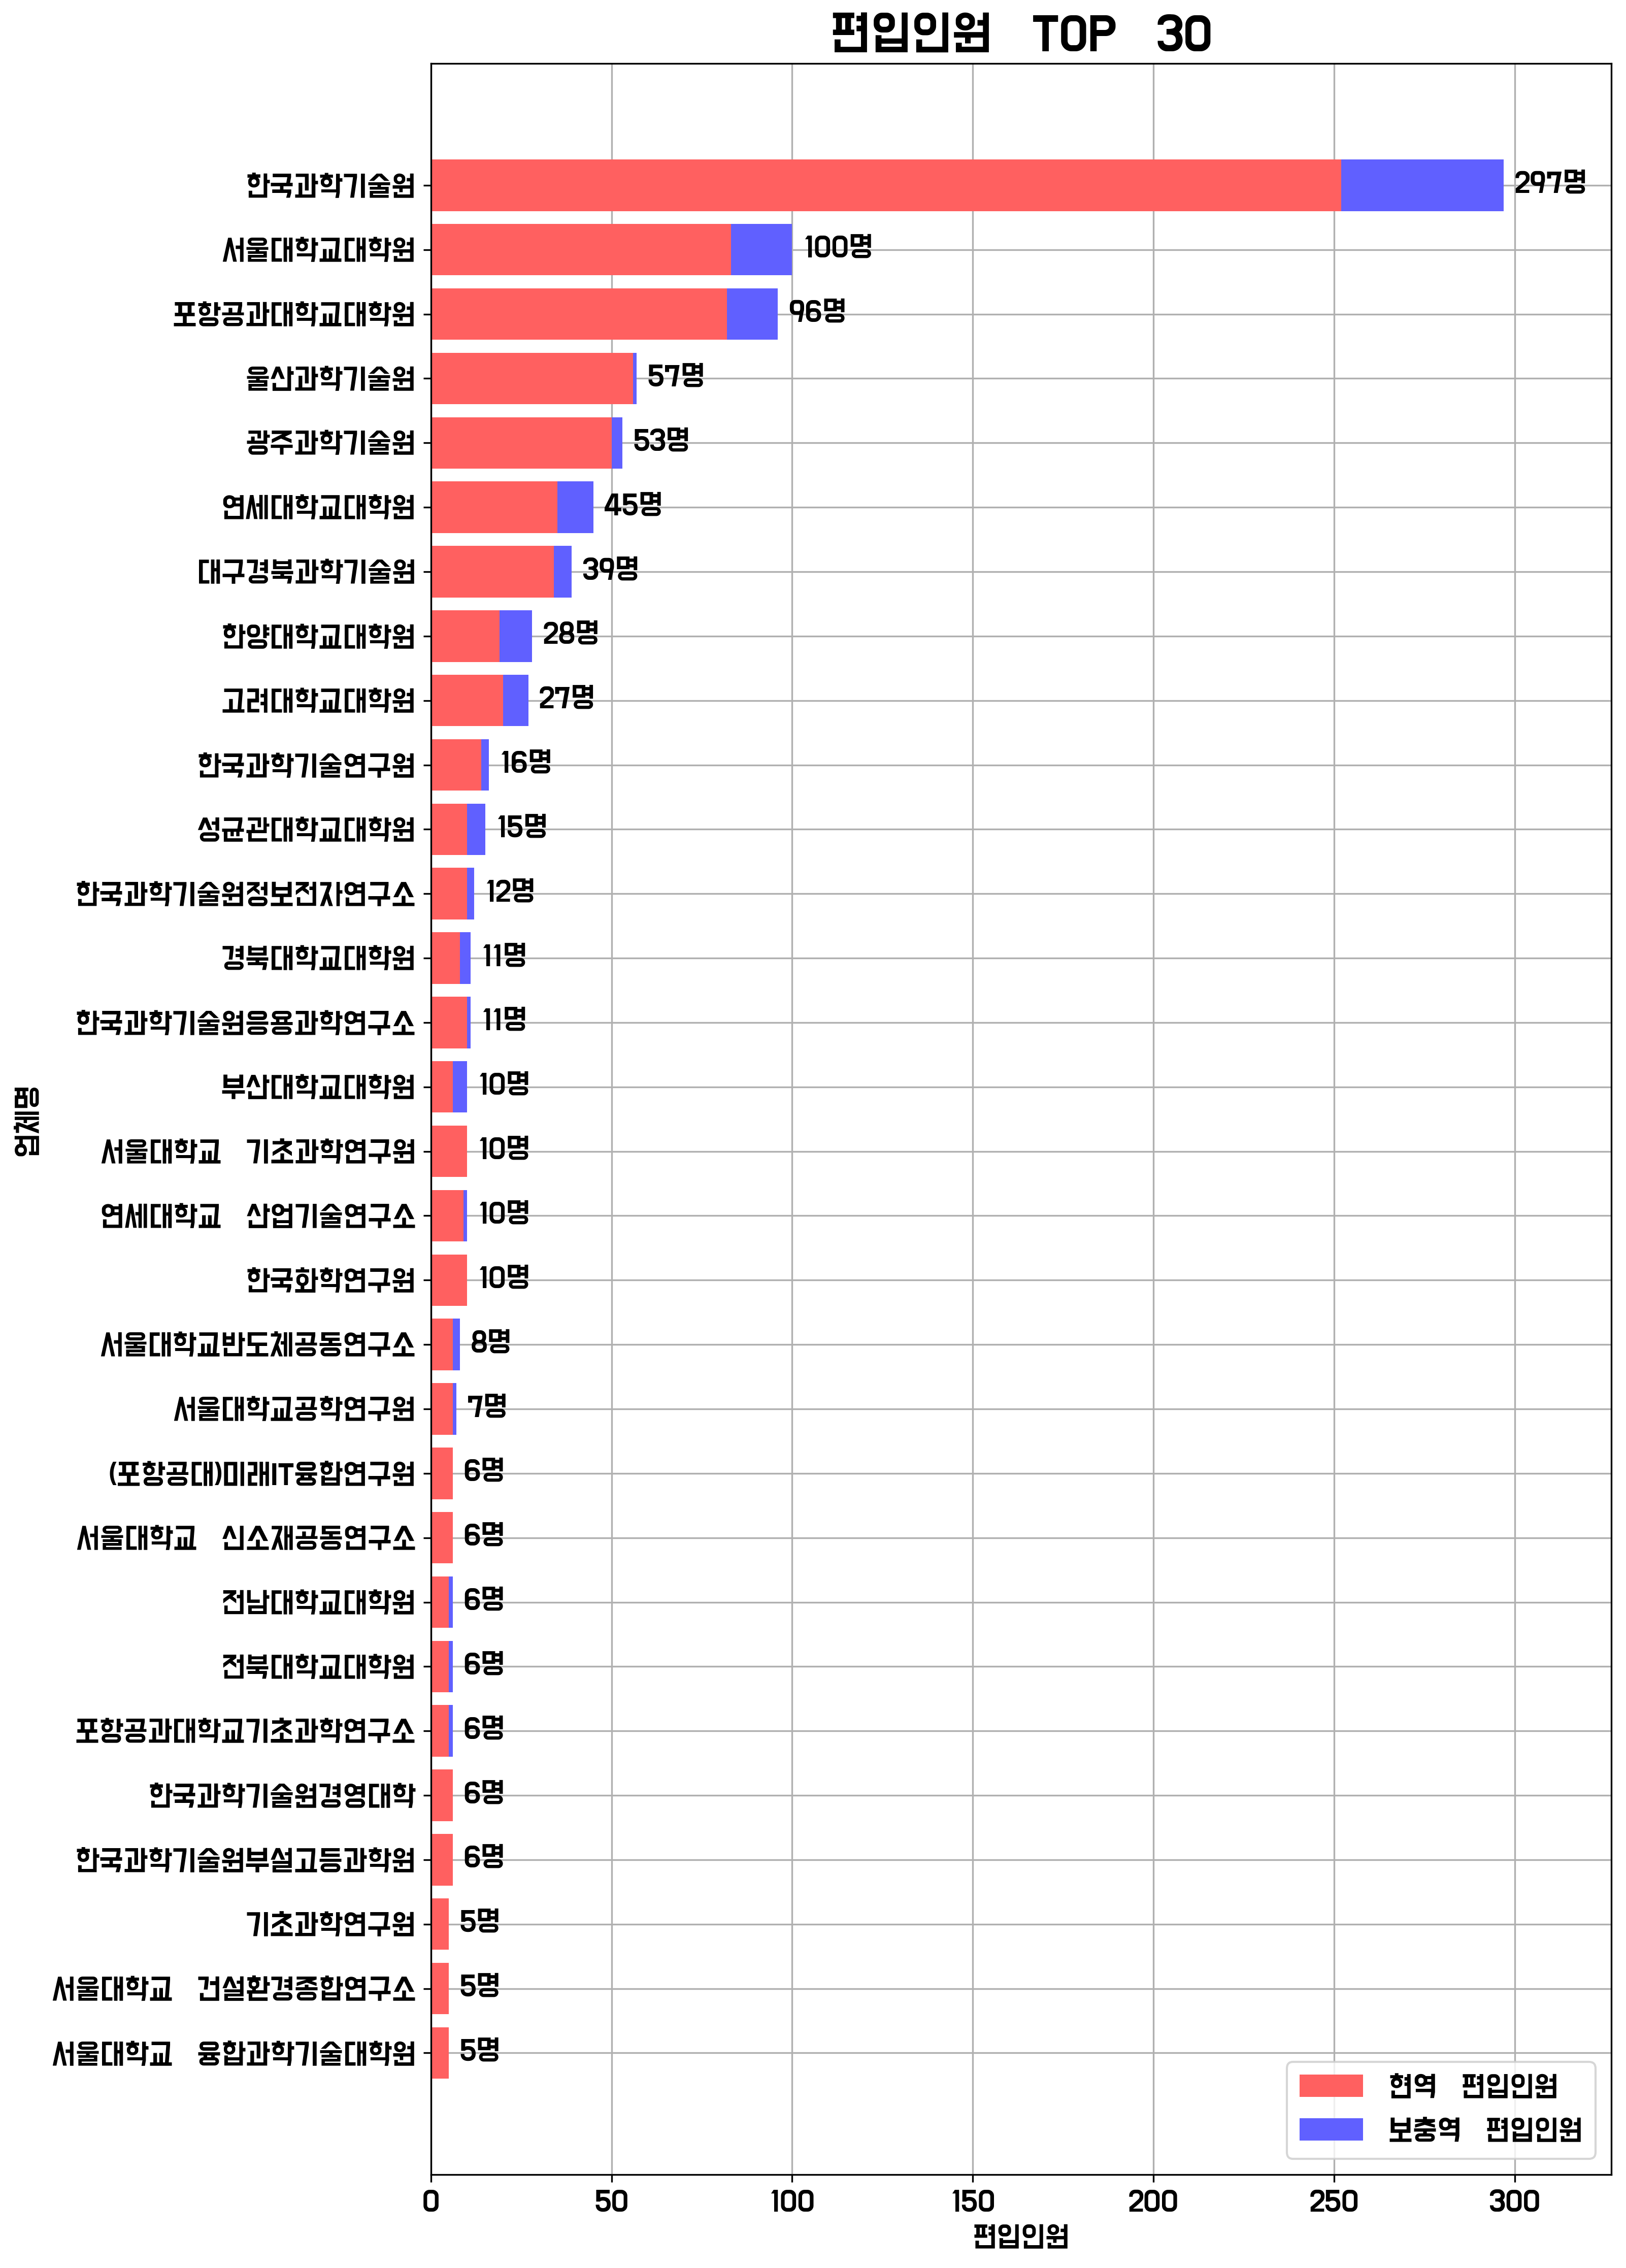 편입인원 TOP 30
한국과학기술원 297명
서울대학교대학원 100명
포항공과대학교대학원 96명
울산과학기술원 57명
광주과학기술원 53명
연세대학교대학원 45명
대구경북과학기술원 39명
한양대학교대학원 28명
고려대학교대학원 27명
한국과학기술연구원 16명
성균관대학교대학원 15명
한국과학기술원정보전자연구소 12명
경북대학교대학원 11명
한국과학기술원응용과학연구소 11명
부산대학교대학원 10명
서울대학교 기초과학연구원 10명
연세대학교 산업기술연구소 10명
한국화학연구원 10명
서울대학교반도체공동연구소 8명
서울대학교공학연구원 7명
(포항공대)미래IT융합연구원 6명
서울대학교 신소재공동연구소 6명
전남대학교대학원 6명
전북대학교대학원 6명
포항공과대학교기초과학연구소 6명
한국과학기술원경영대학 6명
한국과학기술원부설고등과학원 6명
기초과학연구원 5명
서울대학교 건설환경종합연구소 5명
서울대학교 융합과학기술대학원 5명
업체명
현역 편입인원
보충역 편입인원
0 50 100 150 200 250 300
편입인원